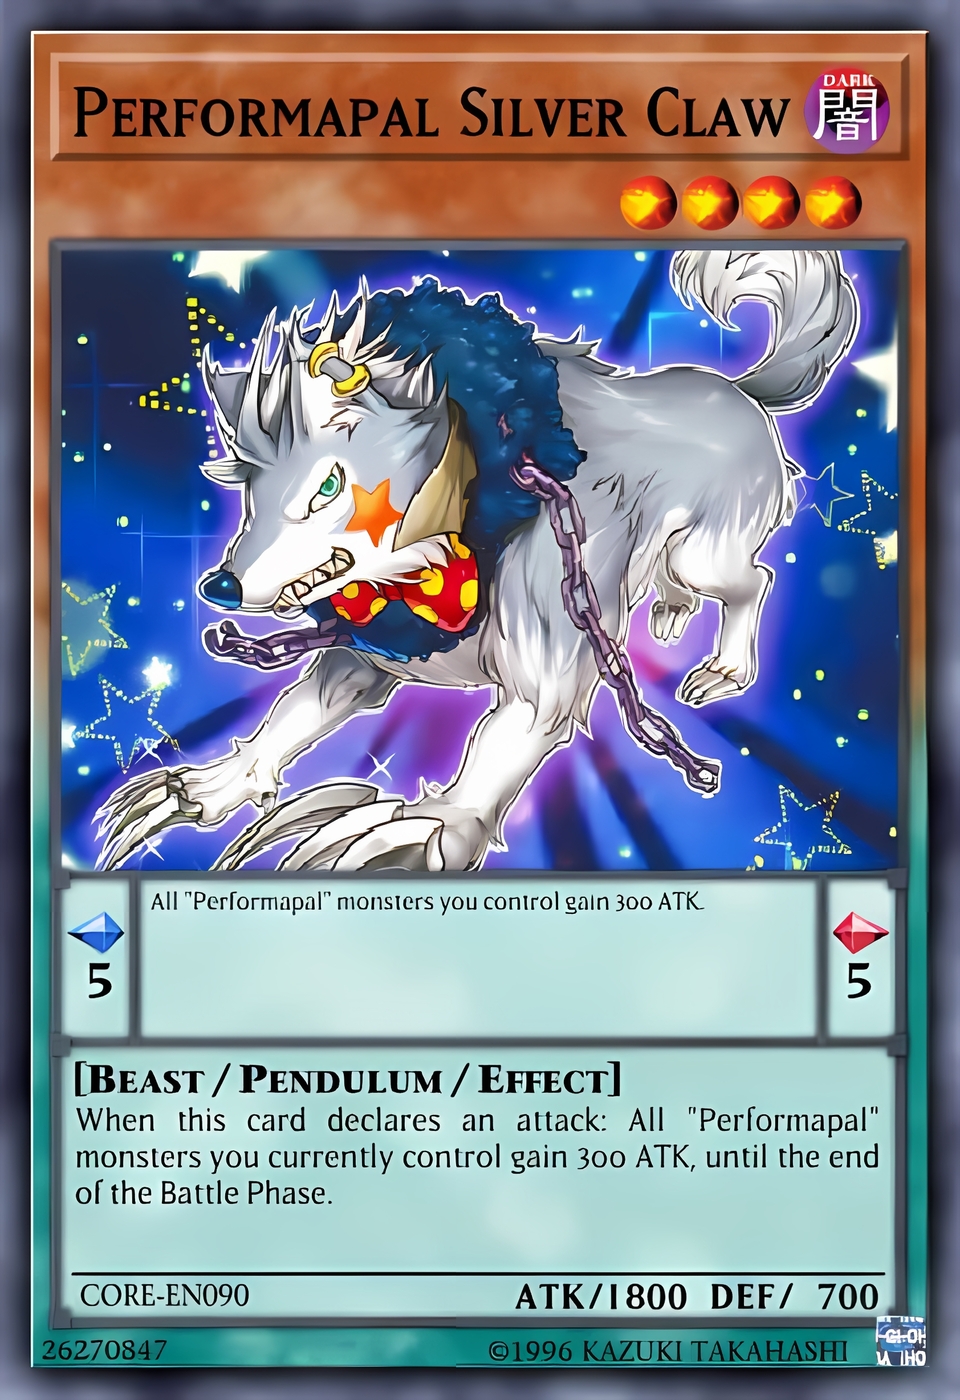 PERFORMAPAL SILVER CLAW
DARK
闇
All "Performapal" monsters you control gain 300 ATK.
5
5
[BEAST / PENDULUM / EFFECT]
When this card declares an attack: All "Performapal"
monsters you currently control gain 300 ATK, until the end
of the Battle Phase.
CORE-EN090
ATK/1800 DEF/ 700
26270847
©1996 KAZUKI TAKAHASHI